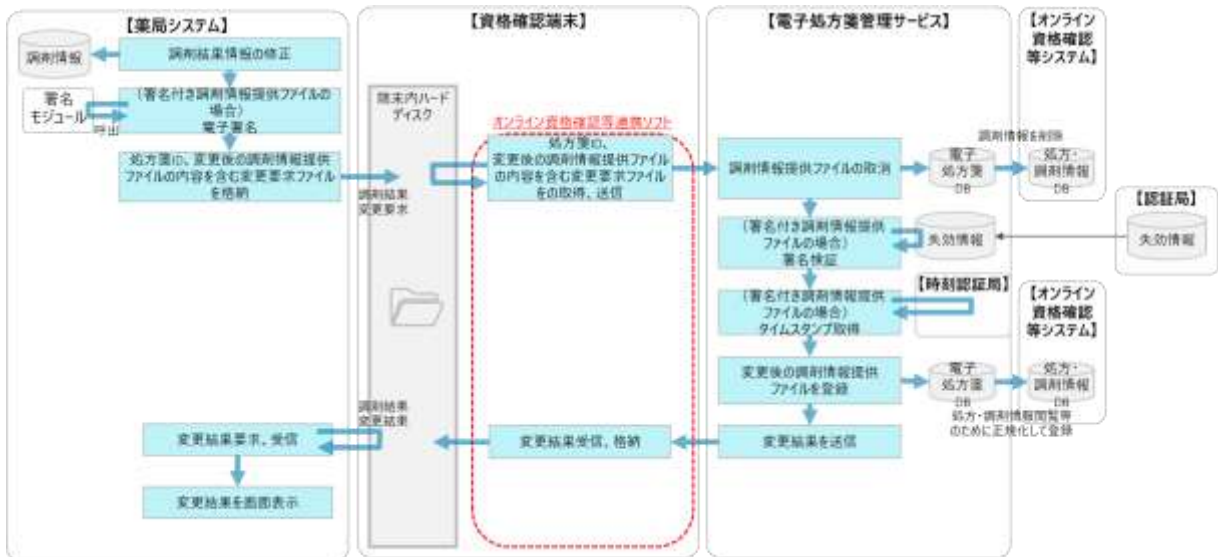 【薬局システム】
調剤情報
調剤結果情報の修正
署名
モジュール
呼出
（署名付き調剤情報提供ファイルの
場合）
電子署名
処方箋ID、変更後の調剤情報提供
ファイルの内容を含む変更要求ファイル
を格納
変更結果要求、受信
変更結果を画面表示
【資格確認端末】
端末内ハード
ディスク
調剤結果
変更要求
調剤結果
変更結果
オンライン資格確認等連携ソフト
処方箋ID、
変更後の調剤情報提供ファイル
の内容を含む変更要求ファイル
をの取得、送信
変更結果受信、格納
【電子処方箋管理サービス】
調剤情報提供ファイルの取消
（署名付き調剤情報提供
ファイルの場合）
署名検証
（署名付き調剤情報提供
ファイルの場合）
タイムスタンプ取得
変更後の調剤情報提供
ファイルを登録
変更結果を送信
電子
処方箋
DB
調剤情報を削除
失効情報
【時刻認証局】
電子
処方箋
DB
処方・調剤情報閲覧等
のために正規化して登録
【オンライン
資格確認
等システム】
処方・
調剤情報
DB
【認証局】
失効情報
【オンライン
資格確認
等システム】
処方・
調剤情報
DB